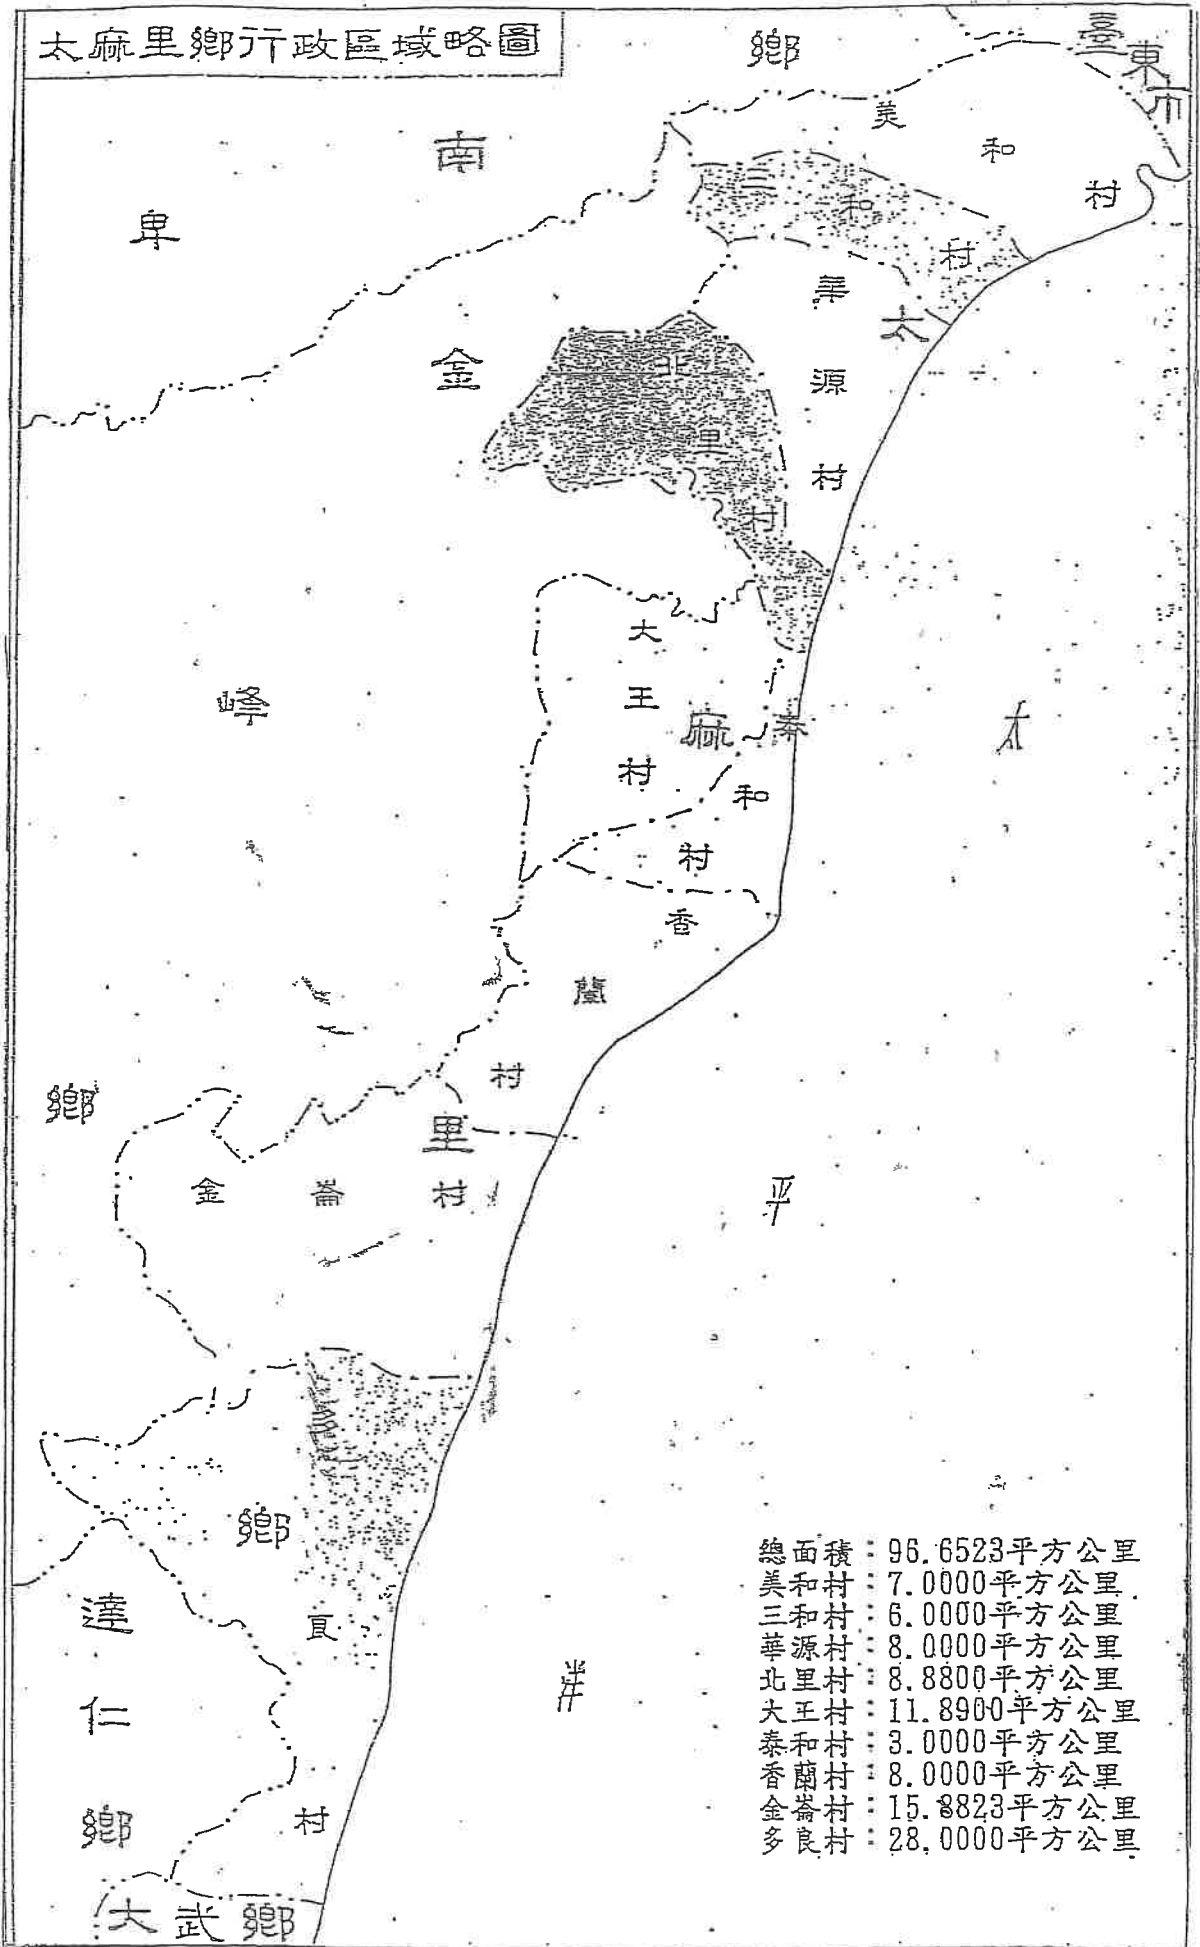 太麻里鄉行政區域略圖
卑南鄉
臺東市
美和村
三和村
華源村
北里村
大王村
泰和村
香蘭村
金崙村
良村
太麻里鄉
金峰鄉
達仁鄉
大武鄉
太平洋
總面積：96.6523平方公里
美和村：7.0000平方公里
三和村：6.0000平方公里
華源村：8.0000平方公里
北里村：8.8800平方公里
大王村：11.8900平方公里
泰和村：3.0000平方公里
香蘭村：8.0000平方公里
金崙村：15.8823平方公里
多良村：28.0000平方公里